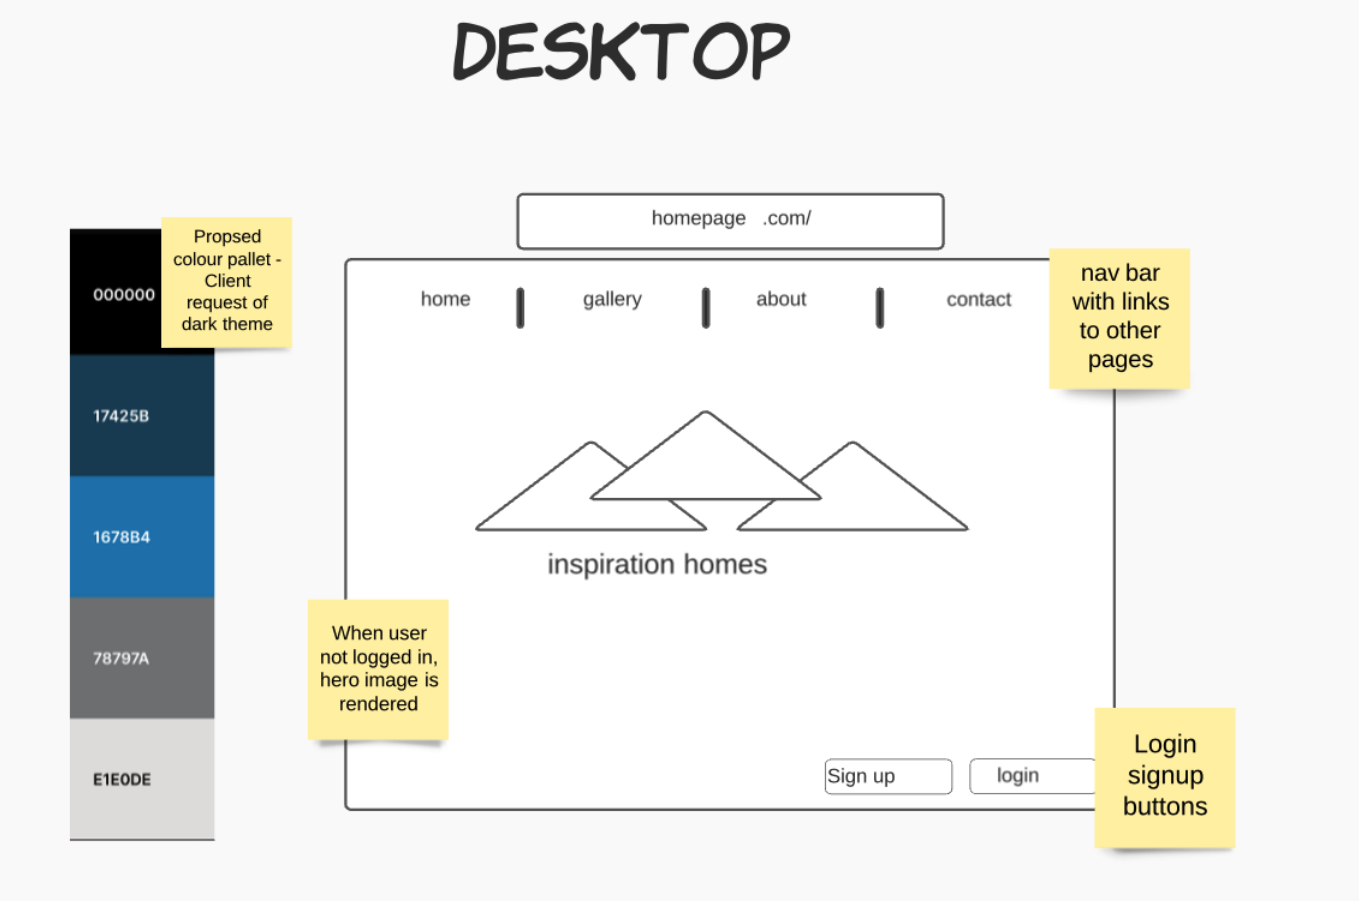 DESKTOP
homepage .com/
Propsed
colour pallet -
Client
request of
dark theme
000000
17425B
1678B4
78797A
E1E0DE
home
gallery
about
contact
nav bar
with links
to other
pages
inspiration homes
When user
not logged in,
hero image is
rendered
Sign up
login
Login
signup
buttons